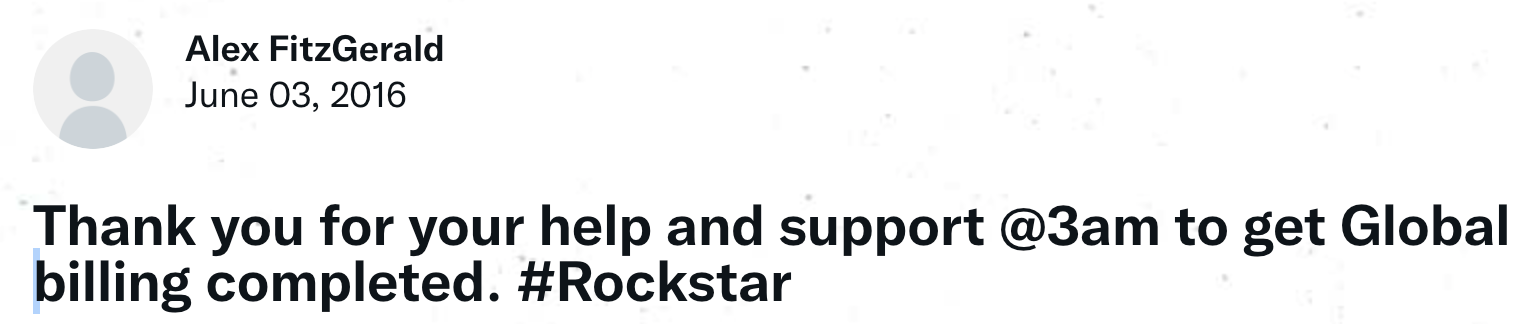 Alex FitzGerald
June 03, 2016
Thank you for your help and support @3am to get Global
billing completed. #Rockstar